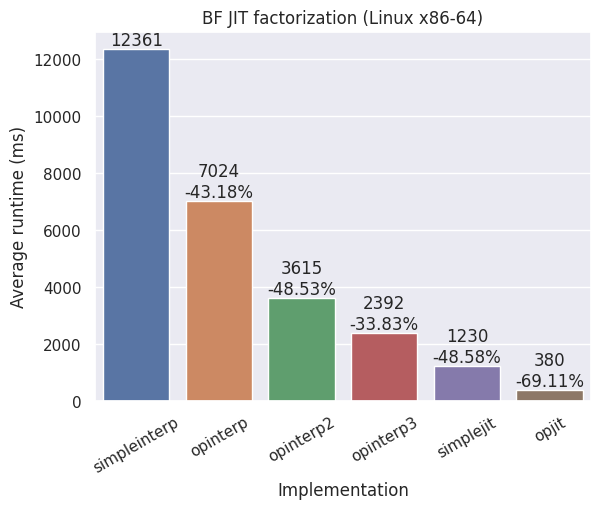 BF JIT factorization (Linux x86-64)
Average runtime (ms)
12000
10000
8000
6000
4000
2000
0
12361
7024
-43.18%
3615
-48.53%
2392
-33.83%
1230
-48.58%
380
-69.11%
simpleinterp
opinterp
opinterp2
opinterp3
simplejit
opjit
Implementation